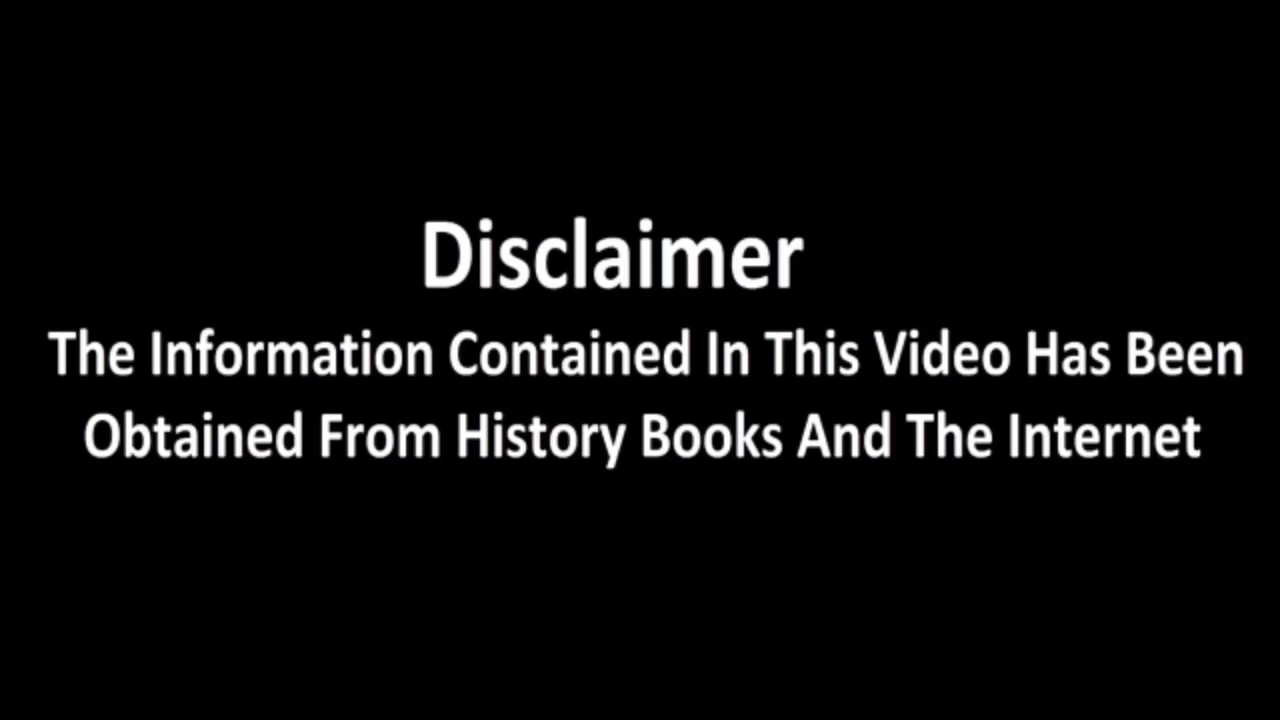 Disclaimer
The Information Contained In This Video Has Been
Obtained From History Books And The Internet